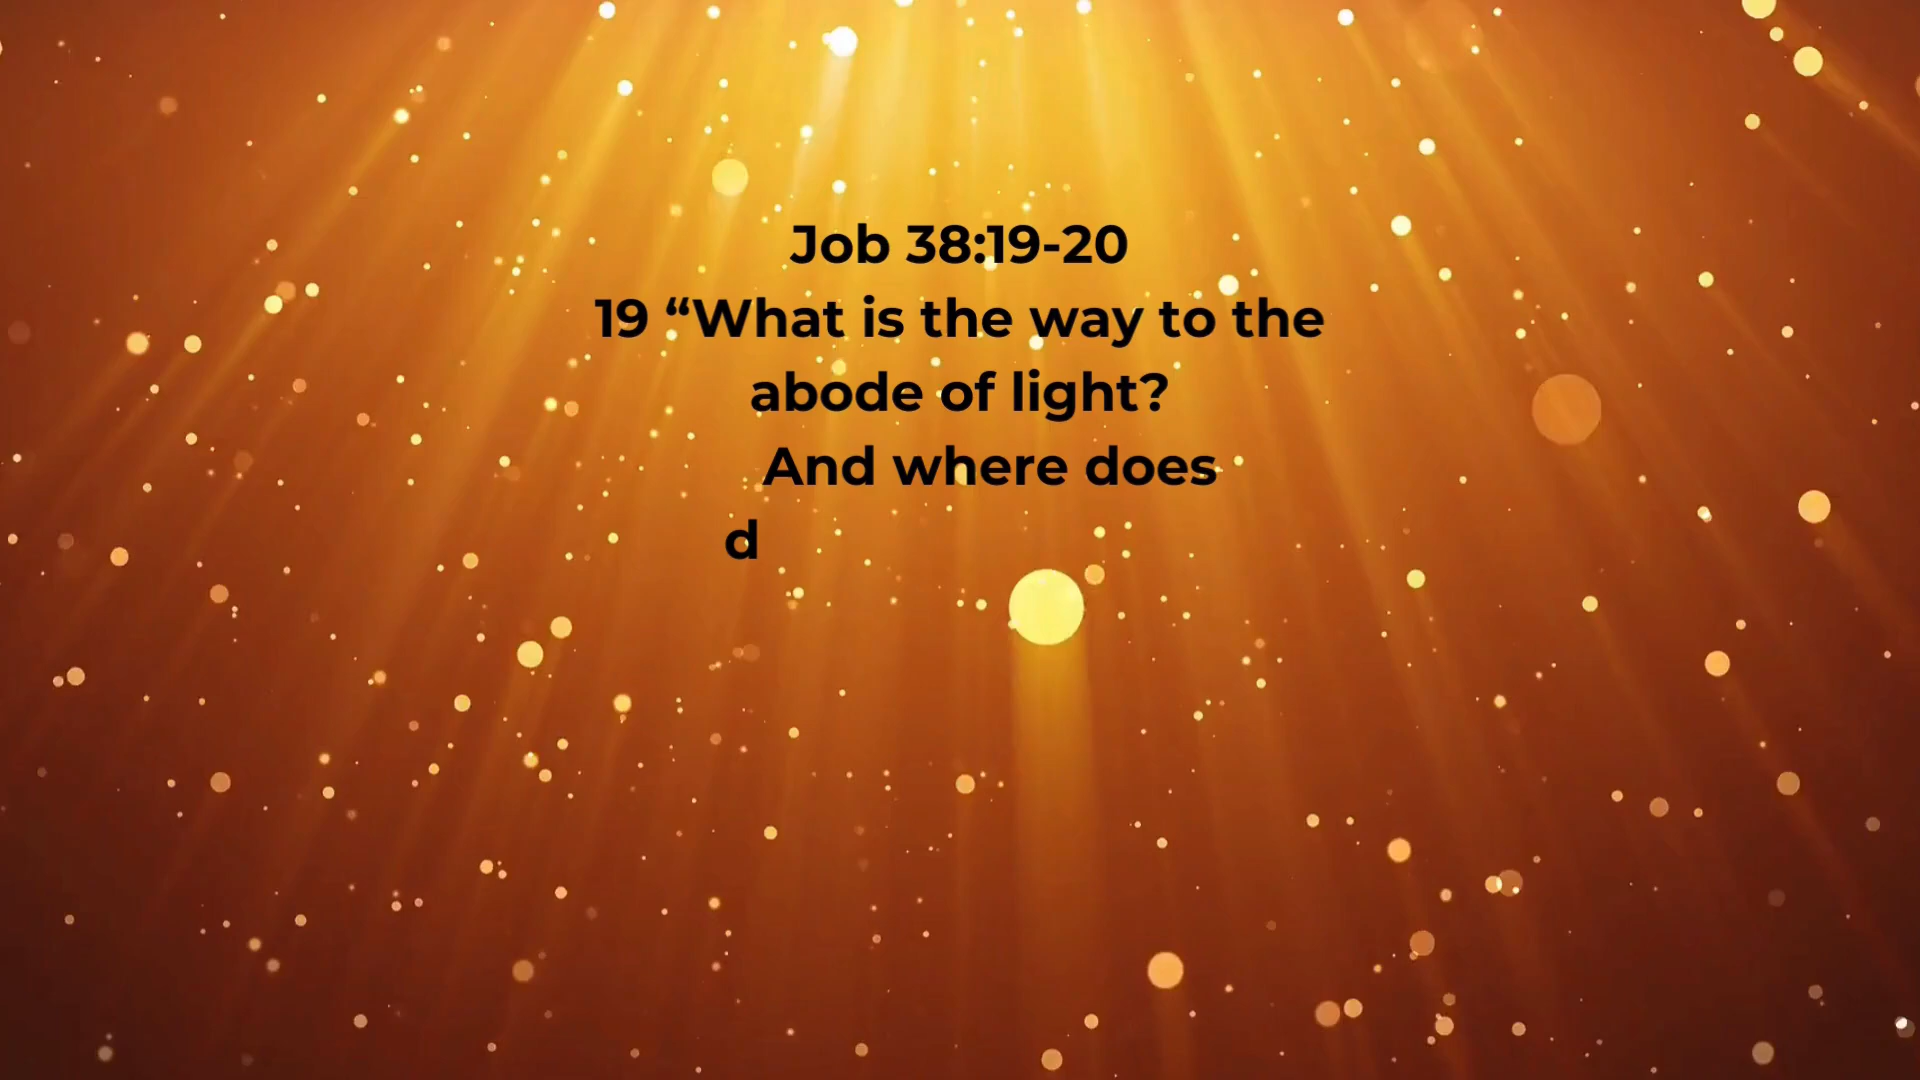 Job 38:19-20
19 “What is the way to the
abode of light?
And where does
d